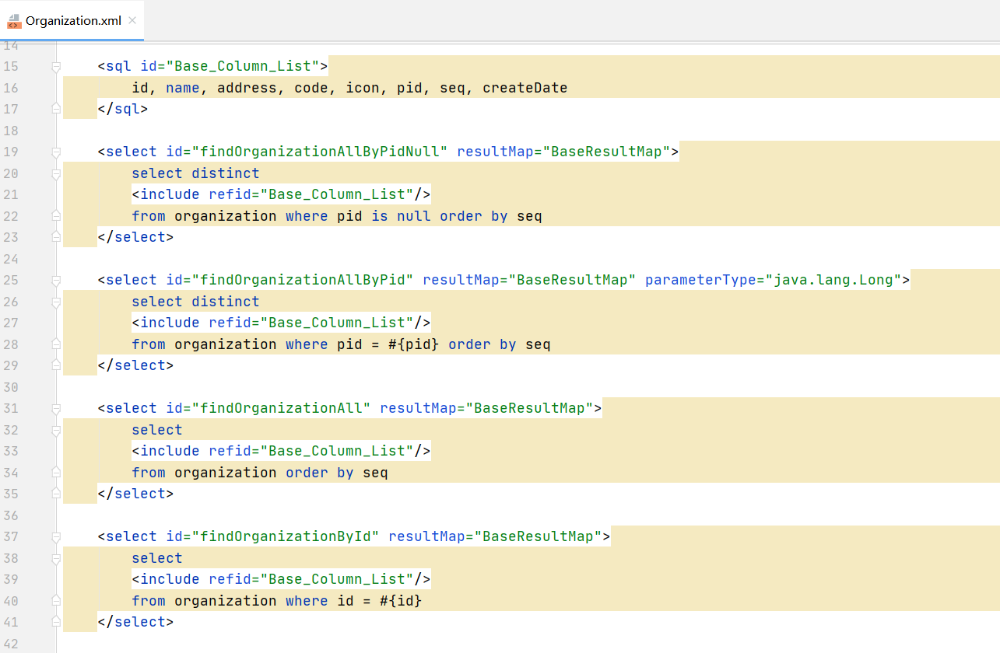 Organization.xml
14
15 <sql id="Base_Column_List">
16 id, name, address, code, icon, pid, seq, createDate
17 </sql>
18
19 <select id="findOrganizationAllByPidNull" resultMap="BaseResultMap">
20 select distinct
21 <include refid="Base_Column_List"/>
22 from organization where pid is null order by seq
23 </select>
24
25 <select id="findOrganizationAllByPid" resultMap="BaseResultMap" parameterType="java.lang.Long">
26 select distinct
27 <include refid="Base_Column_List"/>
28 from organization where pid = #{pid} order by seq
29 </select>
30
31 <select id="findOrganizationAll" resultMap="BaseResultMap">
32 select
33 <include refid="Base_Column_List"/>
34 from organization order by seq
35 </select>
36
37 <select id="findOrganizationById" resultMap="BaseResultMap">
38 select
39 <include refid="Base_Column_List"/>
40 from organization where id = #{id}
41 </select>
42